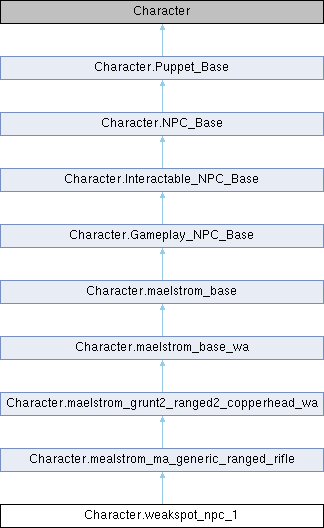 Character
Character.Puppet_Base
Character.NPC_Base
Character.Interactable_NPC_Base
Character.Gameplay_NPC_Base
Character.maelstrom_base
Character.maelstrom_base_wa
Character.maelstrom_grunt2_ranged2_copperhead_wa
Character.mealstrom_ma_generic_ranged_rifle
Character.weakspot_npc_1